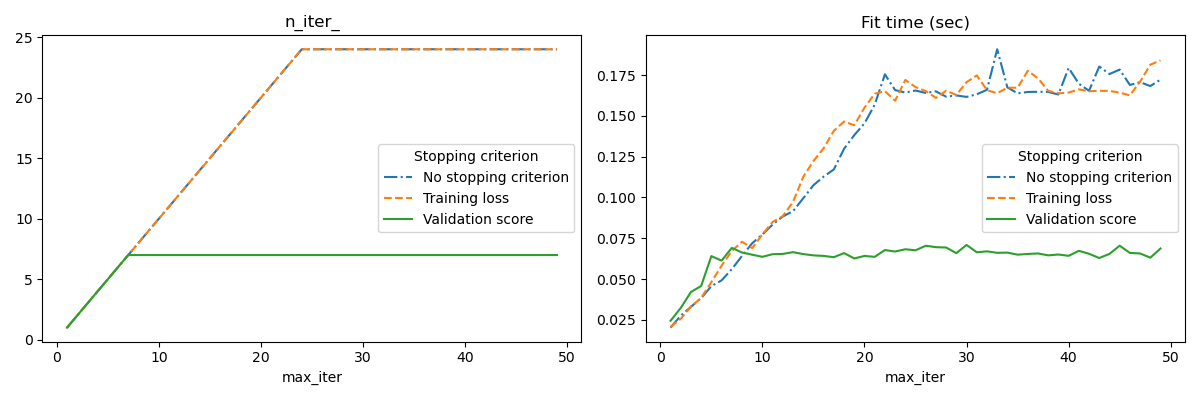 n_iter_
25
20
15
10
5
0
0 10 20 30 40 50
max_iter
Stopping criterion
No stopping criterion
Training loss
Validation score
Fit time (sec)
0.175
0.150
0.125
0.100
0.075
0.050
0.025
0 10 20 30 40 50
max_iter
Stopping criterion
No stopping criterion
Training loss
Validation score